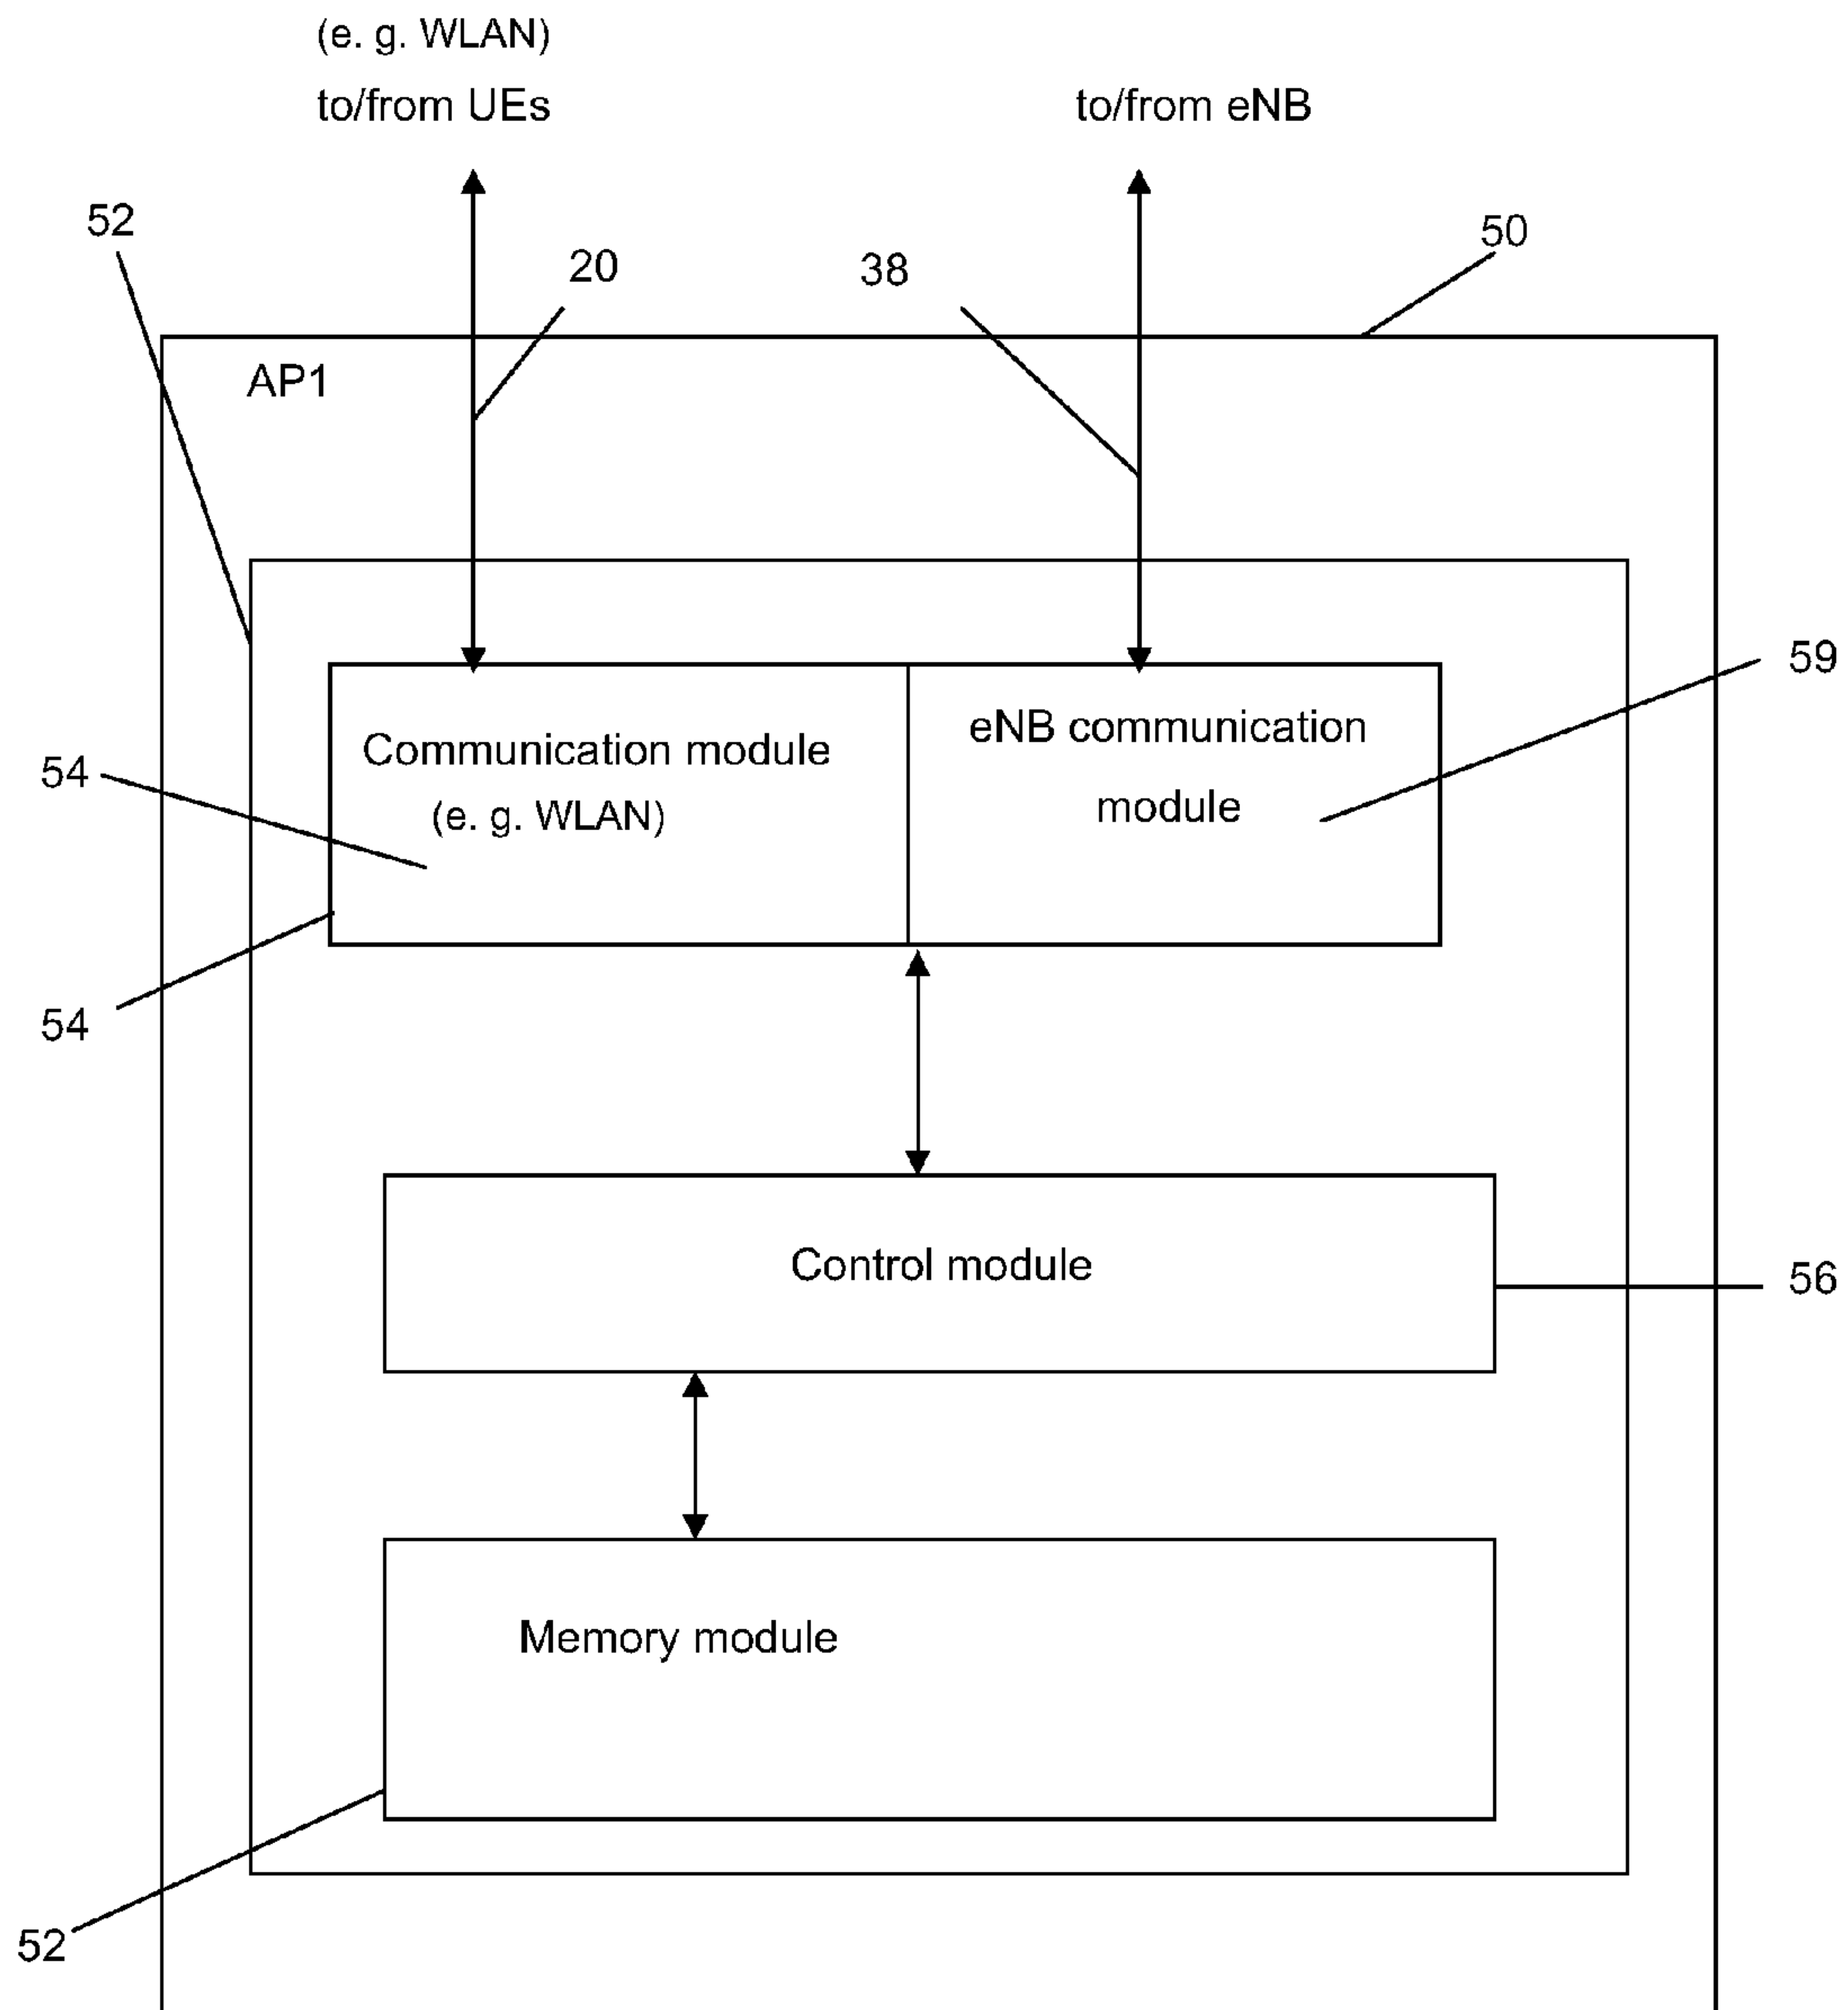 (e. g. WLAN)
to/from UEs
to/from eNB
52
50
20
38
AP1
59
eNB communication
module
Communication module
(e. g. WLAN)
54
54
Control module
56
Memory module
52